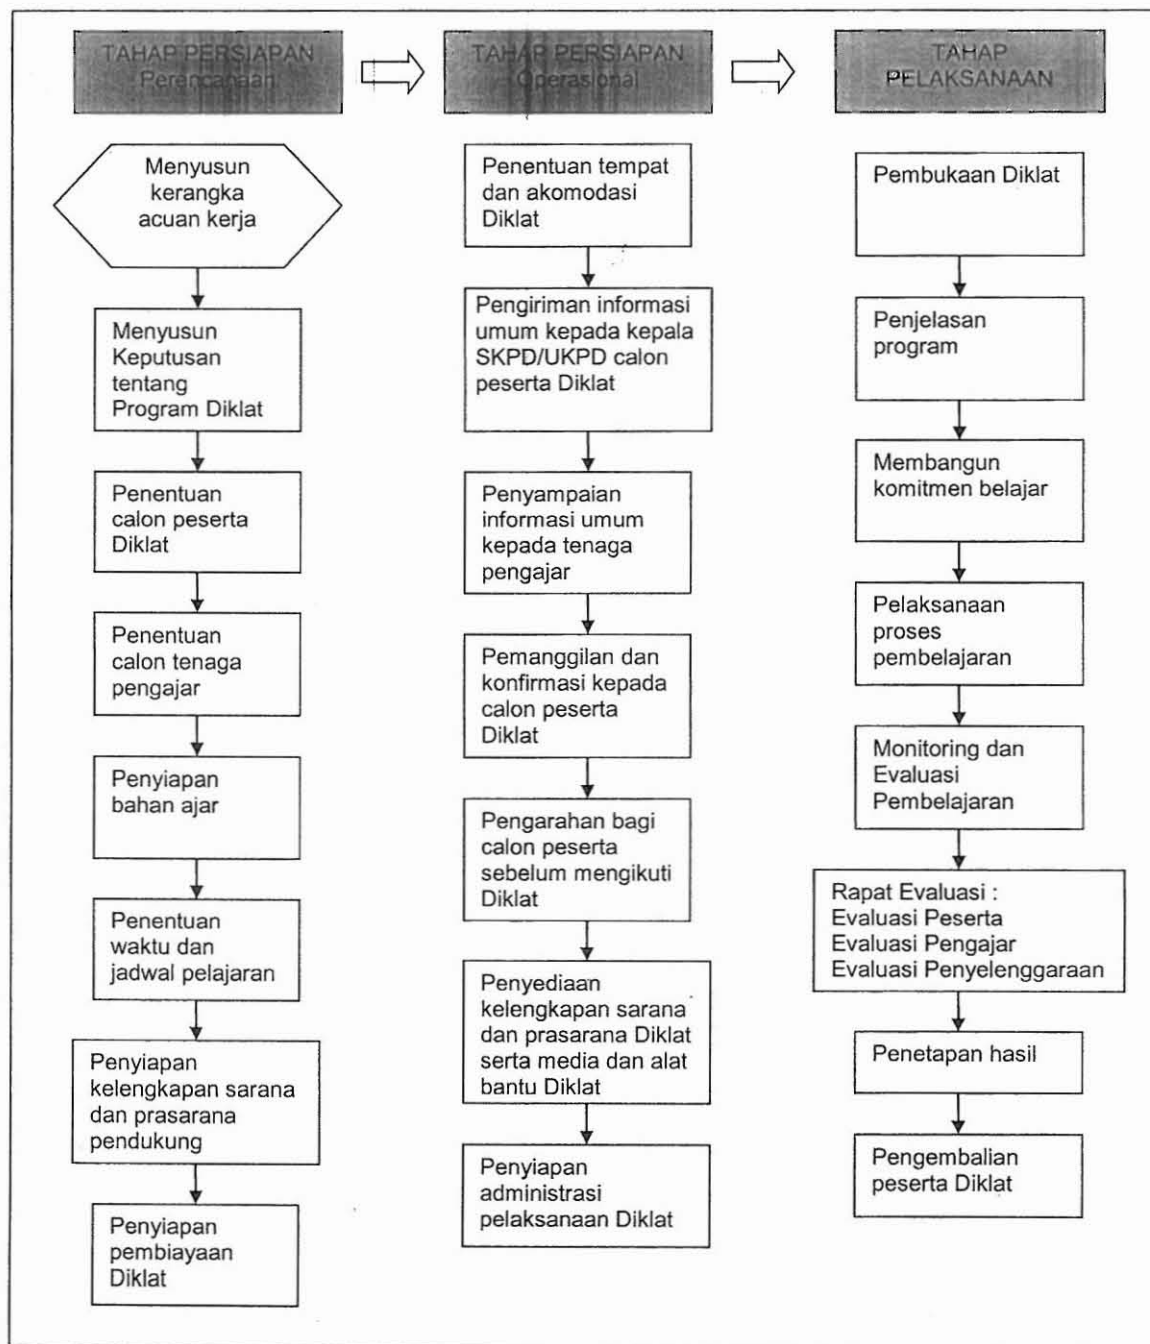 TAHAP PERSIAPAN
Perencanaan
TAHAP PERSIAPAN
Operasional
TAHAP
PELAKSANAAN
Menyusun
kerangka
acuan kerja
Menyusun
Keputusan
tentang
Program Diklat
Penentuan
calon peserta
Diklat
Penentuan
calon tenaga
pengajar
Penyiapan
bahan ajar
Penentuan
waktu dan
jadwal pelajaran
Penyiapan
kelengkapan sarana
dan prasarana
pendukung
Penyiapan
pembiayaan
Diklat
Penentuan tempat
dan akomodasi
Diklat
Pengiriman informasi
umum kepada kepala
SKPD/UKPD calon
peserta Diklat
Penyampaian
informasi umum
kepada tenaga
pengajar
Pemanggilan dan
konfirmasi kepada
calon peserta
Diklat
Pengarahan bagi
calon peserta
sebelum mengikuti
Diklat
Penyediaan
kelengkapan sarana
dan prasarana Diklat
serta media dan alat
bantu Diklat
Penyiapan
administrasi
pelaksanaan Diklat
Pembukaan Diklat
Penjelasan
program
Membangun
komitmen belajar
Pelaksanaan
proses
pembelajaran
Monitoring dan
Evaluasi
Pembelajaran
Rapat Evaluasi :
Evaluasi Peserta
Evaluasi Pengajar
Evaluasi Penyelenggaraan
Penetapan hasil
Pengembalian
peserta Diklat